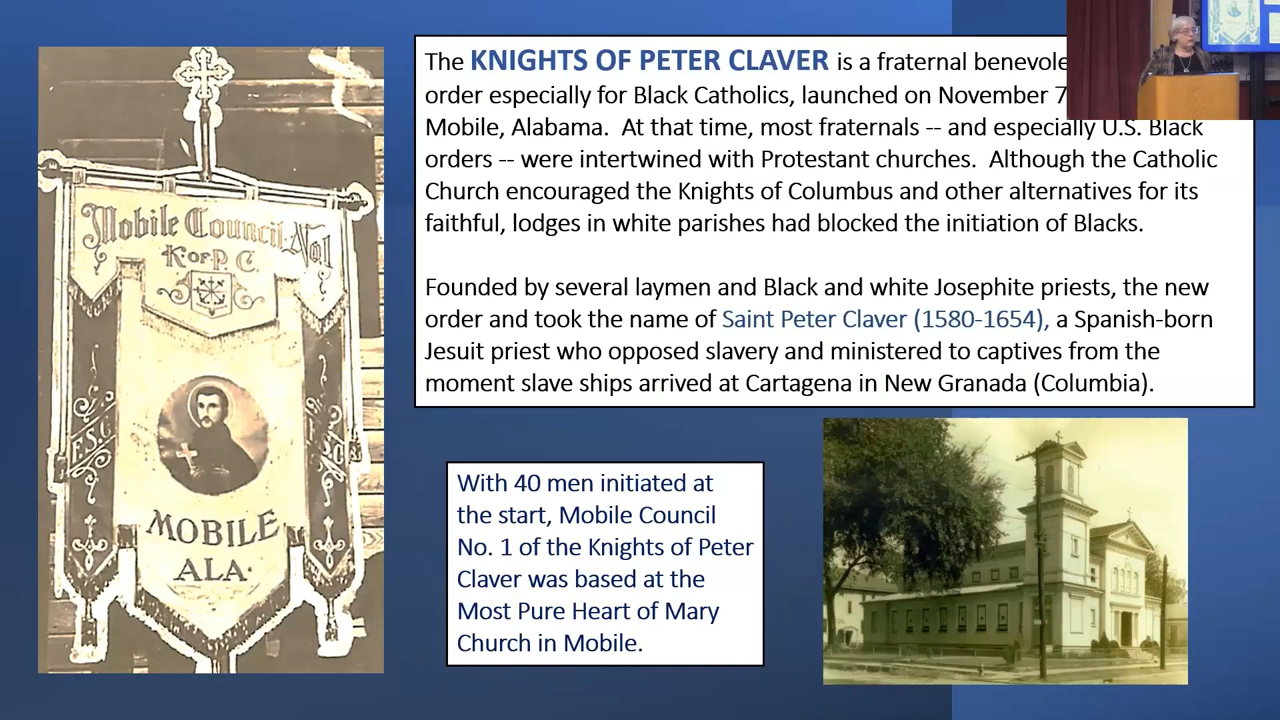 The KNIGHTS OF PETER CLAVER is a fraternal
order especially for Black Catholics, launched on November 7
Mobile, Alabama.  At that time, most fraternals -- and especially U.S. Black
orders -- were intertwined with Protestant churches.  Although the Catholic
Church encouraged the Knights of Columbus and other alternatives for its
faithful, lodges in white parishes had blocked the initiation of Blacks.
Founded by several laymen and Black and white Josephite priests, the new
order and took the name of Saint Peter Claver (1580-1654), a Spanish-born
Jesuit priest who opposed slavery and ministered to captives from the
moment slave ships arrived at Cartagena in New Granada (Columbia).
Mobile Council No1
K of P. C.
F.S.C
MOBILE
ALA.
With 40 men initiated at
the start, Mobile Council
No. 1 of the Knights of Peter
Claver was based at the
Most Pure Heart of Mary
Church in Mobile.